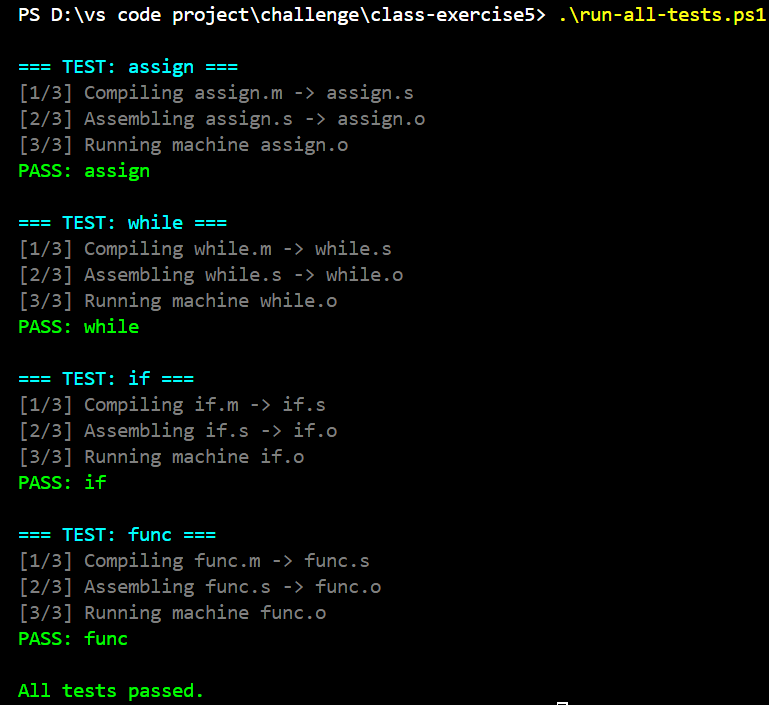 PS D:\vs code project\challenge\class-exercise5> .\run-all-tests.ps1
=== TEST: assign ===
[1/3] Compiling assign.m -> assign.s
[2/3] Assembling assign.s -> assign.o
[3/3] Running machine assign.o
PASS: assign
=== TEST: while ===
[1/3] Compiling while.m -> while.s
[2/3] Assembling while.s -> while.o
[3/3] Running machine while.o
PASS: while
=== TEST: if ===
[1/3] Compiling if.m -> if.s
[2/3] Assembling if.s -> if.o
[3/3] Running machine if.o
PASS: if
=== TEST: func ===
[1/3] Compiling func.m -> func.s
[2/3] Assembling func.s -> func.o
[3/3] Running machine func.o
PASS: func
All tests passed.